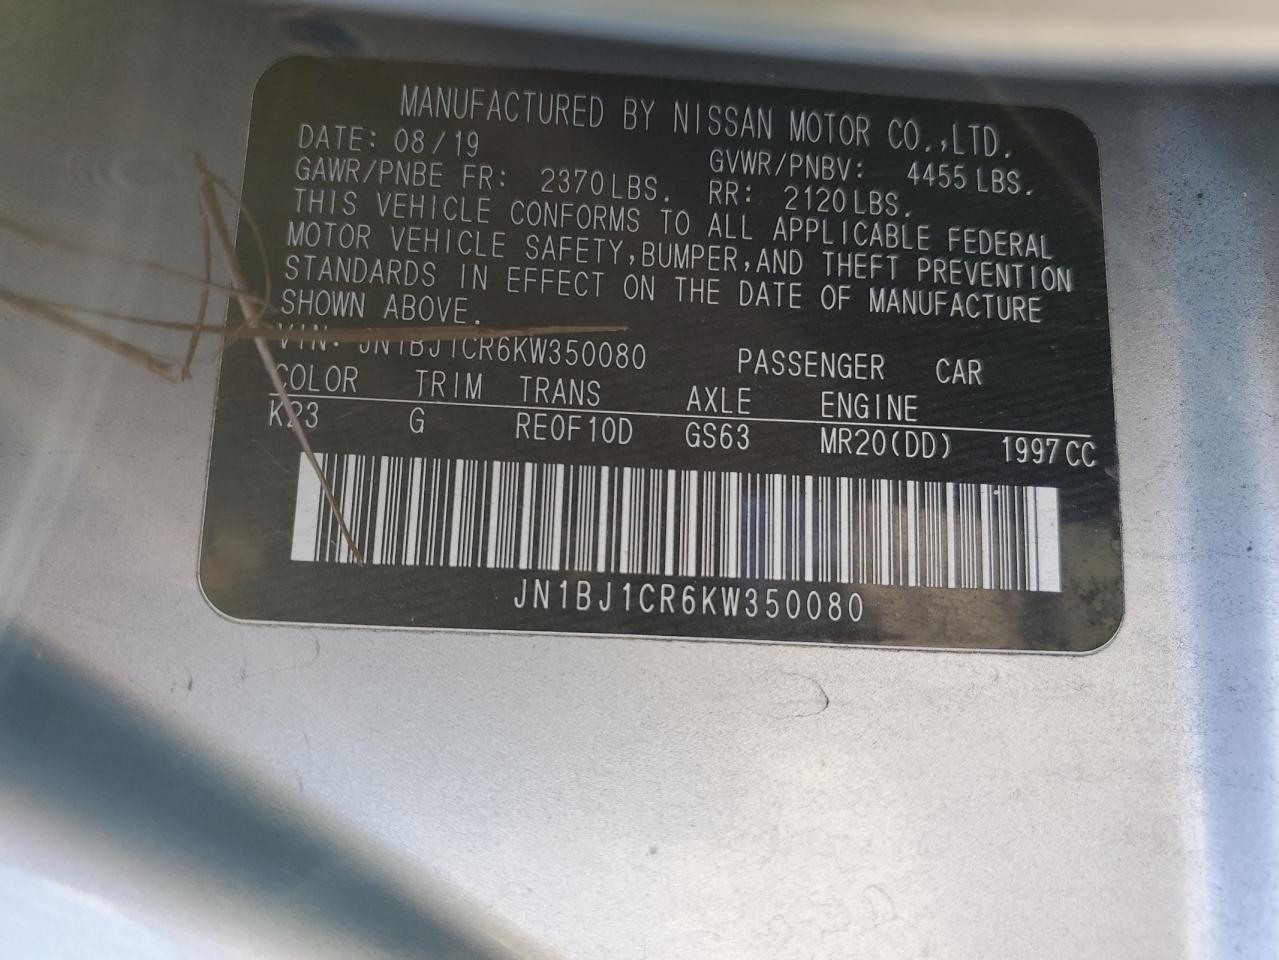 MANUFACTURED BY NISSAN MOTOR CO.,LTD.
DATE: 08/19 GVWR/PNBV: 4455 LBS.
GAWR/PNBE FR: 2370 LBS. RR: 2120 LBS.
THIS VEHICLE CONFORMS TO ALL APPLICABLE FEDERAL
MOTOR VEHICLE SAFETY,BUMPER,AND THEFT PREVENTION
STANDARDS IN EFFECT ON THE DATE OF MANUFACTURE
SHOWN ABOVE.
VIN: JN1BJ1CR6KW350080 PASSENGER CAR
COLOR TRIM TRANS AXLE ENGINE
K23 G RE0F10D GS63 MR20(DD) 1997 CC
JN1BJ1CR6KW350080